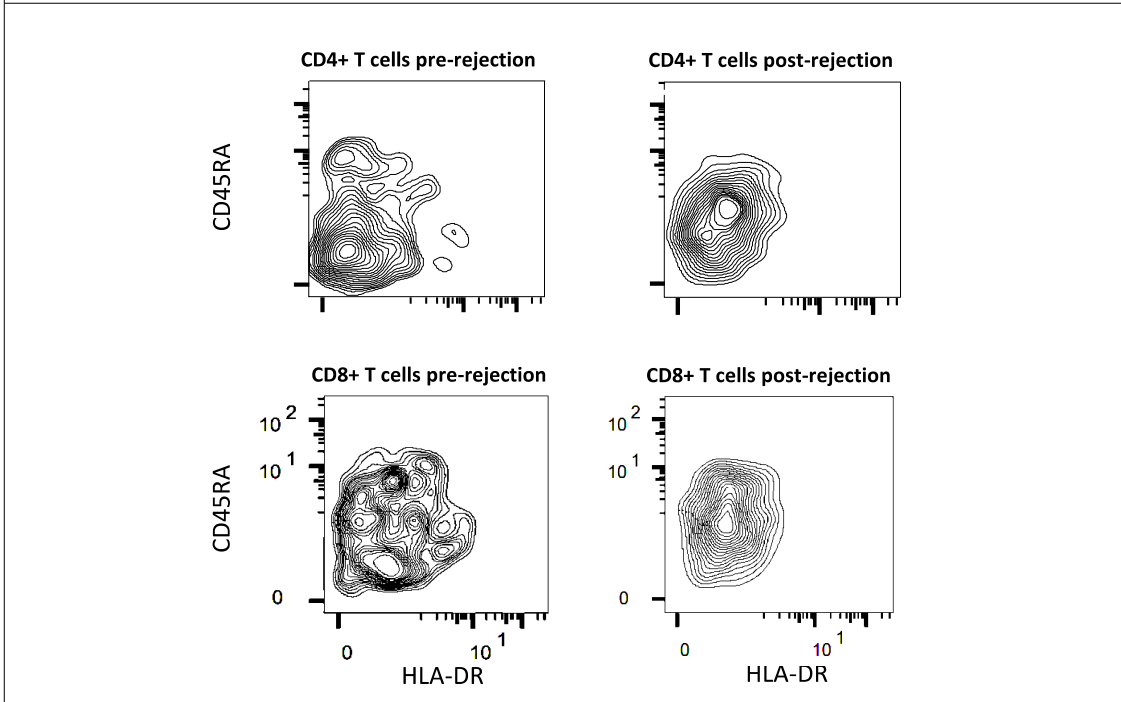 CD4+ T cells pre-rejection
CD4+ T cells post-rejection
CD45RA
CD8+ T cells pre-rejection
CD8+ T cells post-rejection
10 2
10 1
0
CD45RA
10 2
10 1
0
0
10 1
0
10 1
HLA-DR
HLA-DR